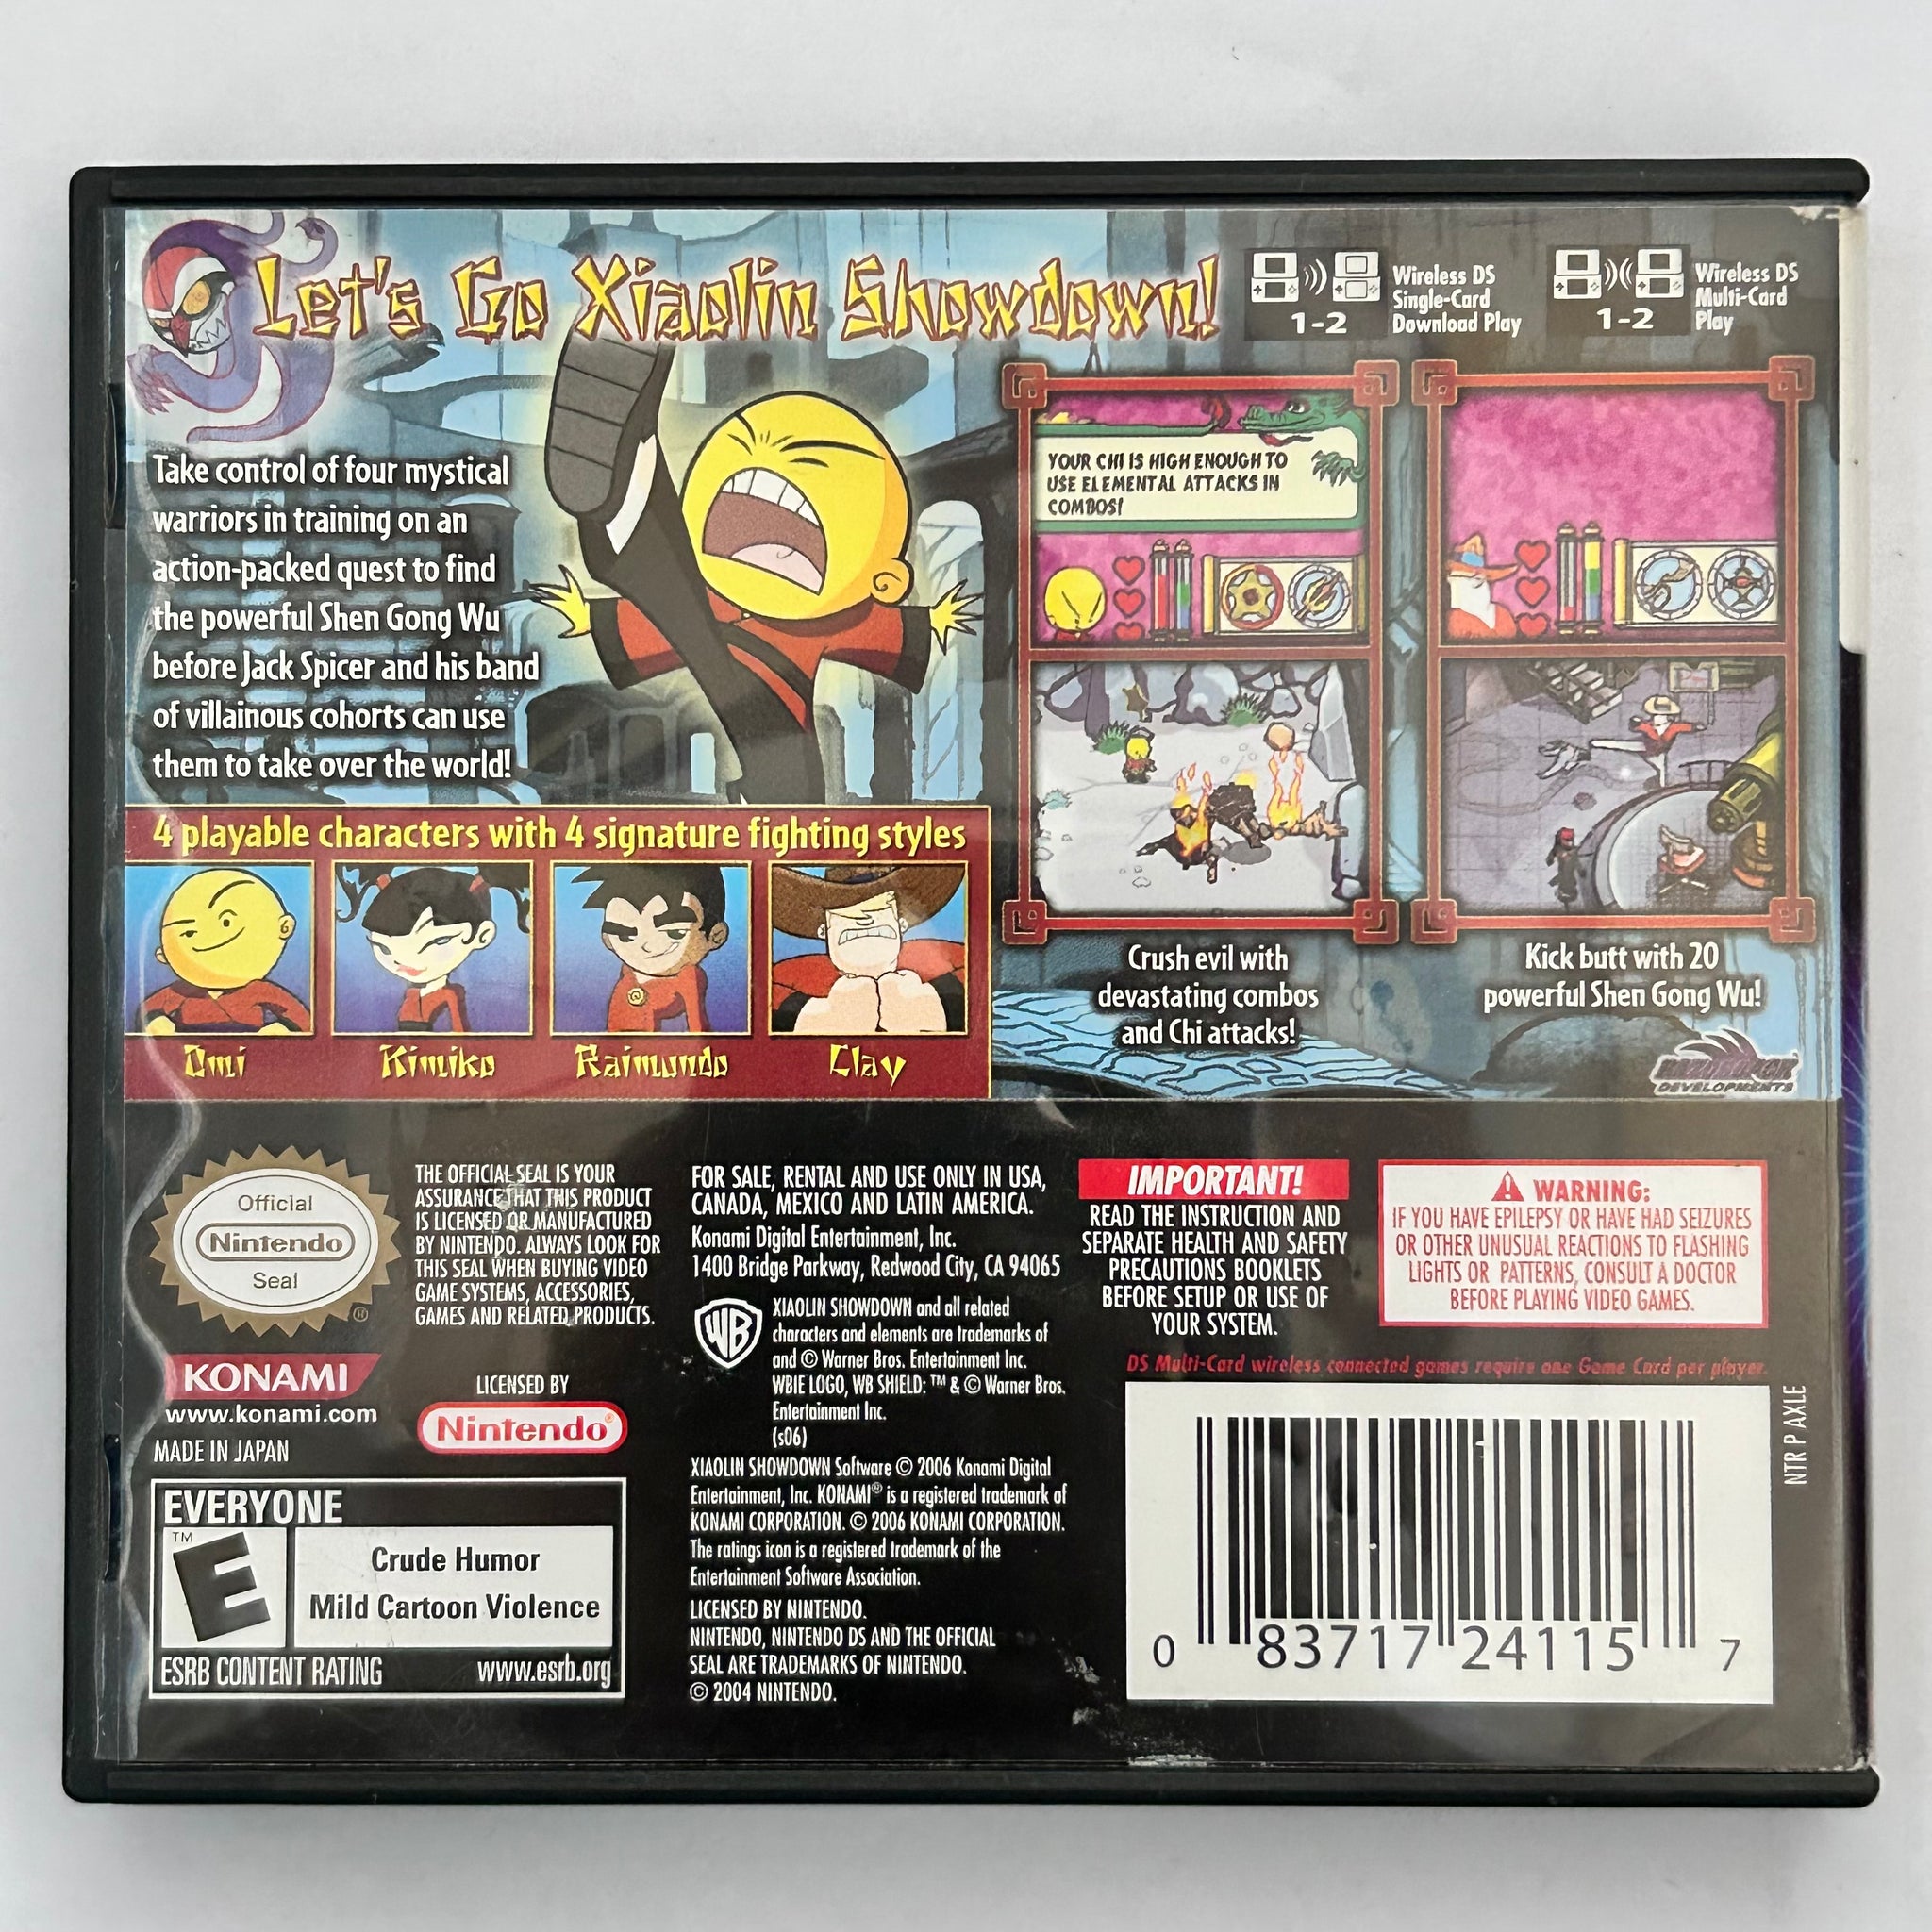 Let's Go Xiaolin Showdown!
1-2
Wireless DS
Single-Card
Download Play
1-2
Wireless DS
Multi-Card
Play
Take control of four mystical
warriors in training on an
action-packed quest to find
the powerful Shen Gong Wu
before Jack Spicer and his band
of villainous cohorts can use
them to take over the world!
YOUR CHI IS HIGH ENOUGH TO
USE ELEMENTAL ATTACKS IN
COMBOS!
4 playable characters with 4 signature fighting styles
Omi
Kimiko
Raimundo
Clay
Crush evil with
devastating combos
and Chi attacks!
Kick butt with 20
powerful Shen Gong Wu!
RAZORBACK
DEVELOPMENTS
Official
Nintendo
Seal
®
THE OFFICIAL SEAL IS YOUR
ASSURANCE THAT THIS PRODUCT
IS LICENSED OR MANUFACTURED
BY NINTENDO. ALWAYS LOOK FOR
THIS SEAL WHEN BUYING VIDEO
GAME SYSTEMS, ACCESSORIES,
GAMES AND RELATED PRODUCTS.
KONAMI
www.konami.com
MADE IN JAPAN
LICENSED BY
Nintendo®
EVERYONE
™
E
Crude Humor
Mild Cartoon Violence
ESRB CONTENT RATING
www.esrb.org
FOR SALE, RENTAL AND USE ONLY IN USA,
CANADA, MEXICO AND LATIN AMERICA.
Konami Digital Entertainment, Inc.
1400 Bridge Parkway, Redwood City, CA 94065
WB
XIAOLIN SHOWDOWN and all related
characters and elements are trademarks of
and © Warner Bros. Entertainment Inc.
WBIE LOGO, WB SHIELD: ™ & © Warner Bros.
Entertainment Inc.
(s06)
XIAOLIN SHOWDOWN Software © 2006 Konami Digital
Entertainment, Inc. KONAMI® is a registered trademark of
KONAMI CORPORATION. © 2006 KONAMI CORPORATION.
The ratings icon is a registered trademark of the
Entertainment Software Association.
LICENSED BY NINTENDO.
NINTENDO, NINTENDO DS AND THE OFFICIAL
SEAL ARE TRADEMARKS OF NINTENDO.
© 2004 NINTENDO.
IMPORTANT!
READ THE INSTRUCTION AND
SEPARATE HEALTH AND SAFETY
PRECAUTIONS BOOKLETS
BEFORE SETUP OR USE OF
YOUR SYSTEM.
WARNING:
IF YOU HAVE EPILEPSY OR HAVE HAD SEIZURES
OR OTHER UNUSUAL REACTIONS TO FLASHING
LIGHTS OR PATTERNS, CONSULT A DOCTOR
BEFORE PLAYING VIDEO GAMES.
DS Multi-Card wireless connected games require one Game Card per player.
NTR P AXLE
0 83717 24115 7